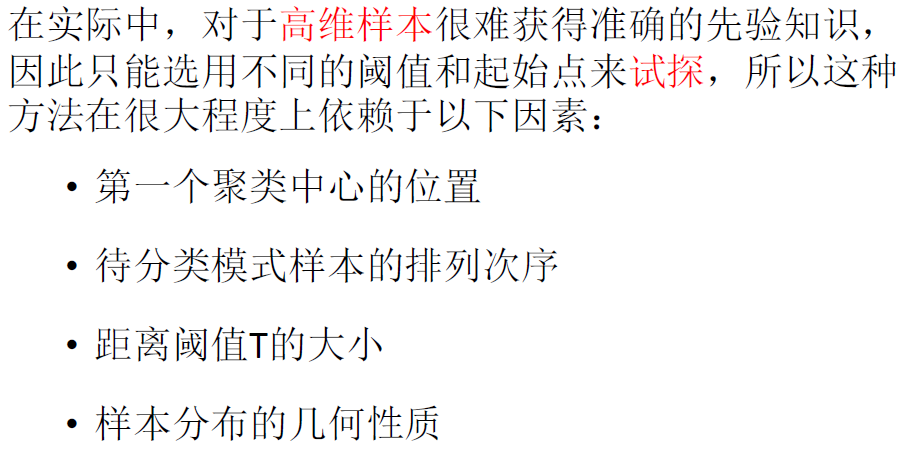 在实际中，对于高维样本很难获得准确的先验知识，
因此只能选用不同的阈值和起始点来试探，所以这种
方法在很大程度上依赖于以下因素：
• 第一个聚类中心的位置
• 待分类模式样本的排列次序
• 距离阈值T的大小
• 样本分布的几何性质